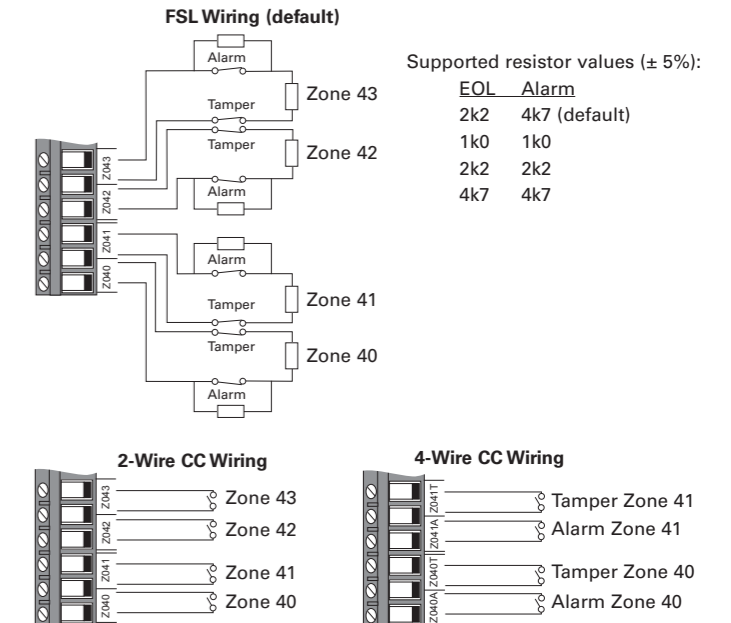 FSL Wiring (default)
Alarm
Zone 43
Tamper
Tamper
Zone 42
Alarm
Z043
Z042
Z041
Z040
Alarm
Zone 41
Tamper
Tamper
Zone 40
Alarm
Supported resistor values (± 5%):
EOL Alarm
2k2 4k7 (default)
1k0 1k0
2k2 2k2
4k7 4k7
2-Wire CC Wiring
Z043
Zone 43
Z042
Zone 42
Z041
Zone 41
Z040
Zone 40
4-Wire CC Wiring
Z041T
Tamper Zone 41
Z041A
Alarm Zone 41
Z040T
Tamper Zone 40
Z040A
Alarm Zone 40